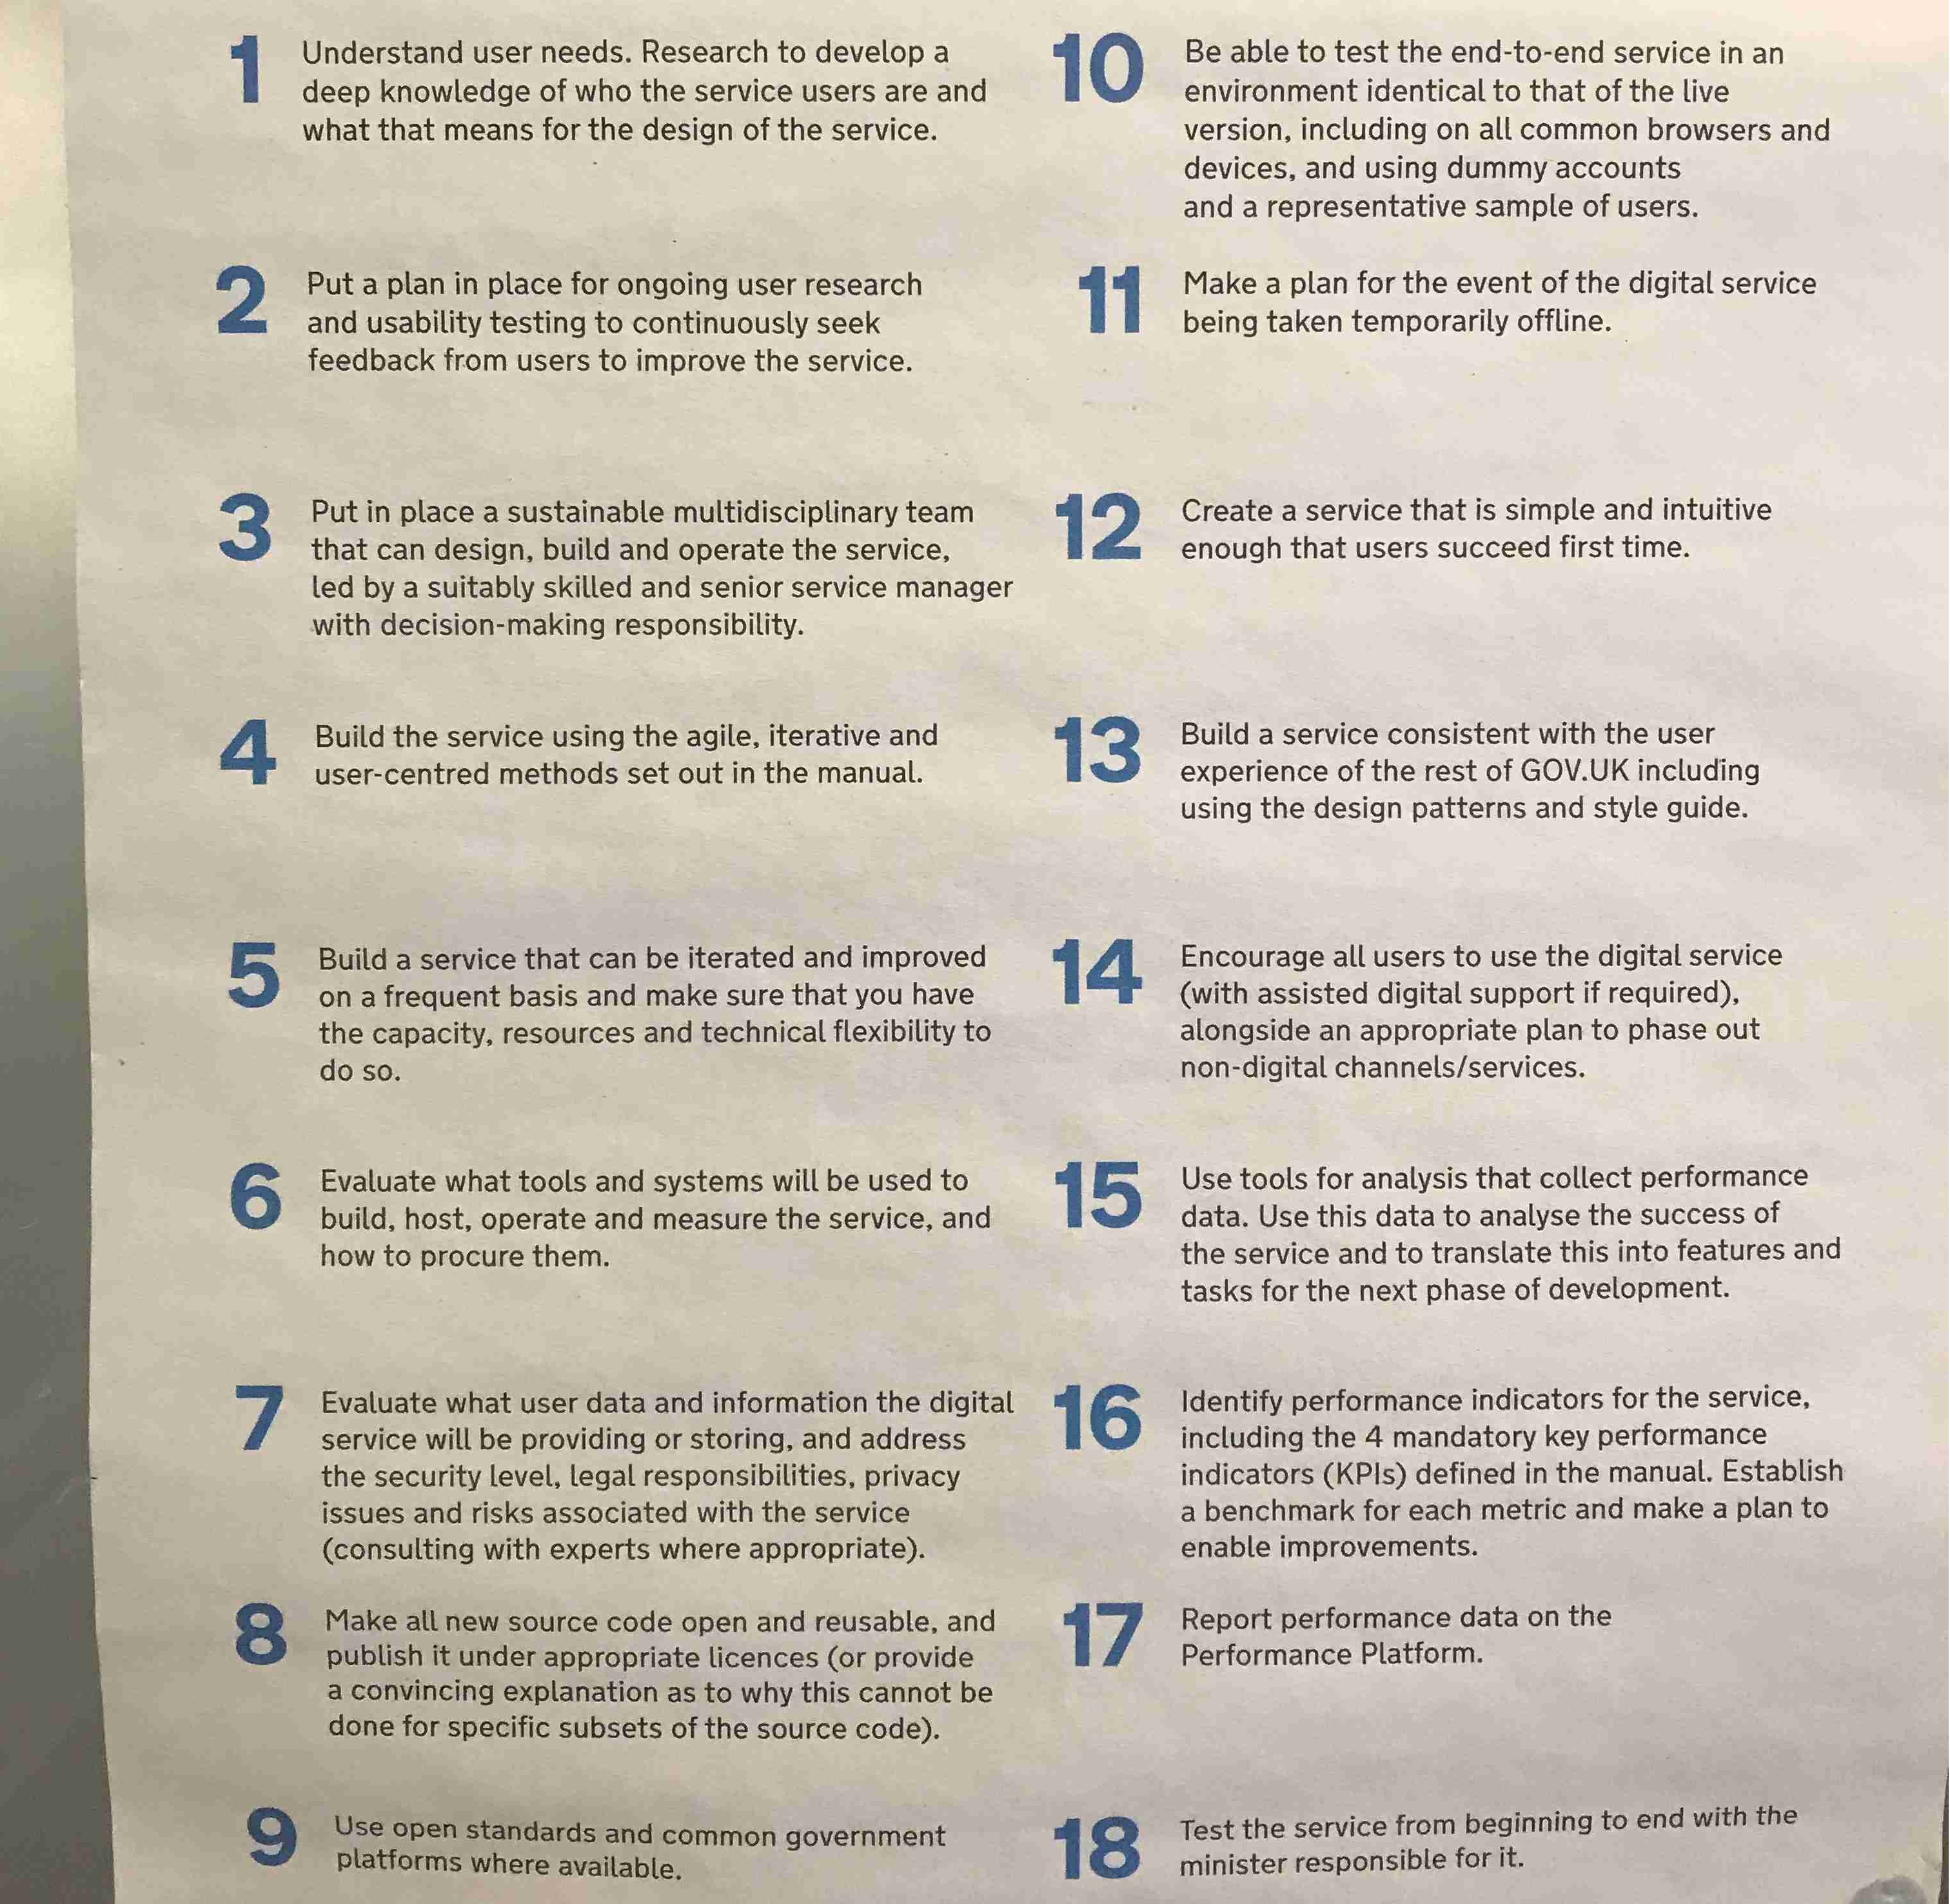 1
Understand user needs. Research to develop a
deep knowledge of who the service users are and
what that means for the design of the service.
2
Put a plan in place for ongoing user research
and usability testing to continuously seek
feedback from users to improve the service.
3
Put in place a sustainable multidisciplinary team
that can design, build and operate the service,
led by a suitably skilled and senior service manager
with decision-making responsibility.
4
Build the service using the agile, iterative and
user-centred methods set out in the manual.
5
Build a service that can be iterated and improved
on a frequent basis and make sure that you have
the capacity, resources and technical flexibility to
do so.
6
Evaluate what tools and systems will be used to
build, host, operate and measure the service, and
how to procure them.
7
Evaluate what user data and information the digital
service will be providing or storing, and address
the security level, legal responsibilities, privacy
issues and risks associated with the service
(consulting with experts where appropriate).
8
Make all new source code open and reusable, and
publish it under appropriate licences (or provide
a convincing explanation as to why this cannot be
done for specific subsets of the source code).
9
Use open standards and common government
platforms where available.
10
Be able to test the end-to-end service in an
environment identical to that of the live
version, including on all common browsers and
devices, and using dummy accounts
and a representative sample of users.
11
Make a plan for the event of the digital service
being taken temporarily offline.
12
Create a service that is simple and intuitive
enough that users succeed first time.
13
Build a service consistent with the user
experience of the rest of GOV.UK including
using the design patterns and style guide.
14
Encourage all users to use the digital service
(with assisted digital support if required),
alongside an appropriate plan to phase out
non-digital channels/services.
15
Use tools for analysis that collect performance
data. Use this data to analyse the success of
the service and to translate this into features and
tasks for the next phase of development.
16
Identify performance indicators for the service,
including the 4 mandatory key performance
indicators (KPIs) defined in the manual. Establish
a benchmark for each metric and make a plan to
enable improvements.
17
Report performance data on the
Performance Platform.
18
Test the service from beginning to end with the
minister responsible for it.